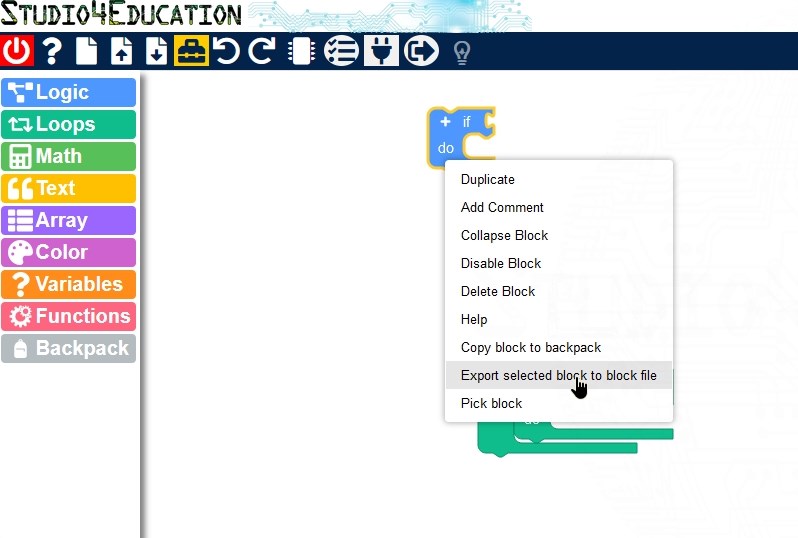 Studio4Education
Logic
Loops
Math
Text
Array
Color
Variables
Functions
Backpack
+ if
do
Duplicate
Add Comment
Collapse Block
Disable Block
Delete Block
Help
Copy block to backpack
Export selected block to block file
Pick block
do